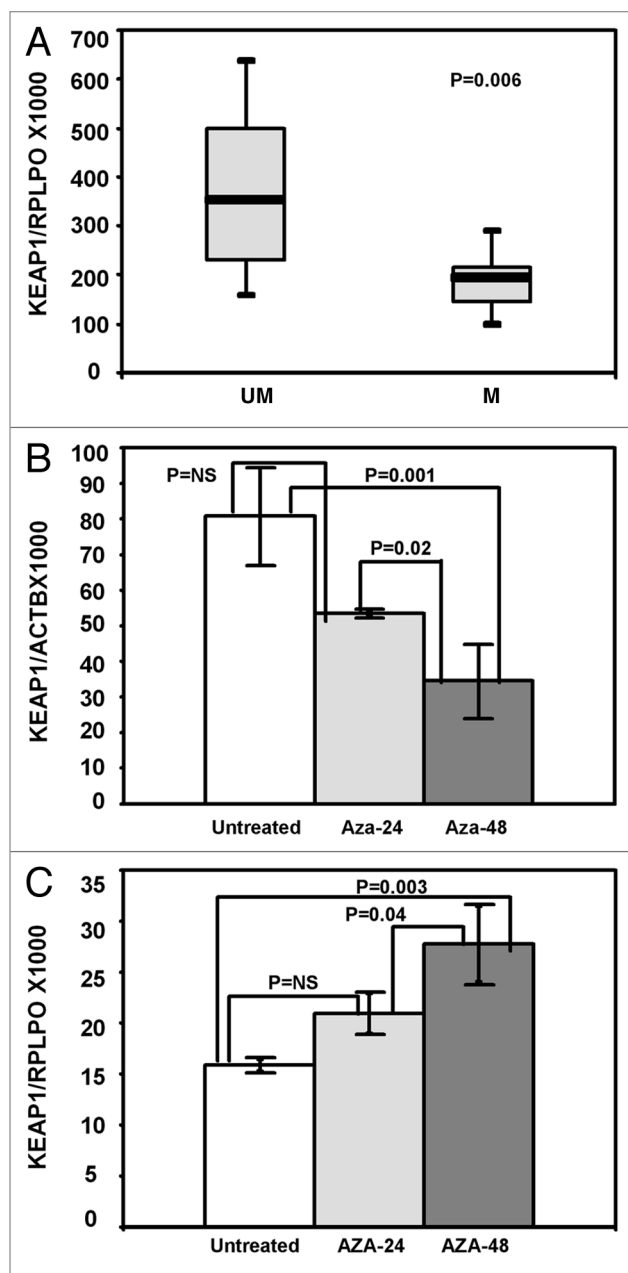 A
KEAP1/RPLPO X1000
700
600
500
400
300
200
100
0
P=0.006
UM
M
B
KEAP1/ACTBX1000
100
90
80
70
60
50
40
30
20
10
0
P=NS
P=0.001
P=0.02
Untreated Aza-24 Aza-48
C
KEAP1/RPLPO X1000
35
30
25
20
15
10
5
0
P=0.003
P=0.04
P=NS
Untreated AZA-24 AZA-48